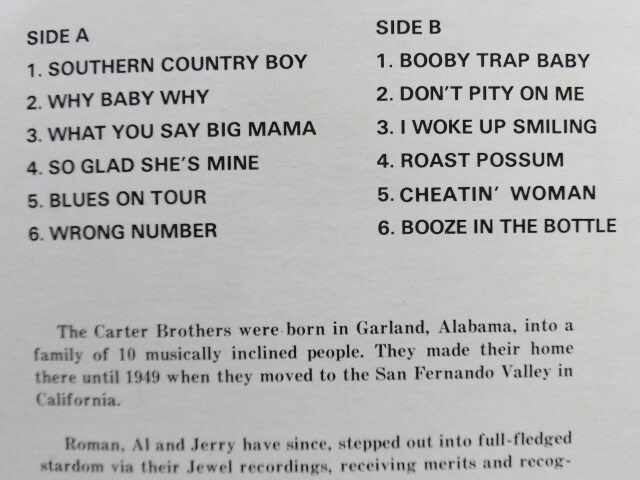 SIDE A
1. SOUTHERN COUNTRY BOY
2. WHY BABY WHY
3. WHAT YOU SAY BIG MAMA
4. SO GLAD SHE'S MINE
5. BLUES ON TOUR
6. WRONG NUMBER
SIDE B
1. BOOBY TRAP BABY
2. DON'T PITY ON ME
3. I WOKE UP SMILING
4. ROAST POSSUM
5. CHEATIN' WOMAN
6. BOOZE IN THE BOTTLE
The Carter Brothers were born in Garland, Alabama, into a
family of 10 musically inclined people. They made their home
there until 1949 when they moved to the San Fernando Valley in
California.
Roman, Al and Jerry have since, stepped out into full-fledged
stardom via their Jewel recordings, receiving merits and recog-